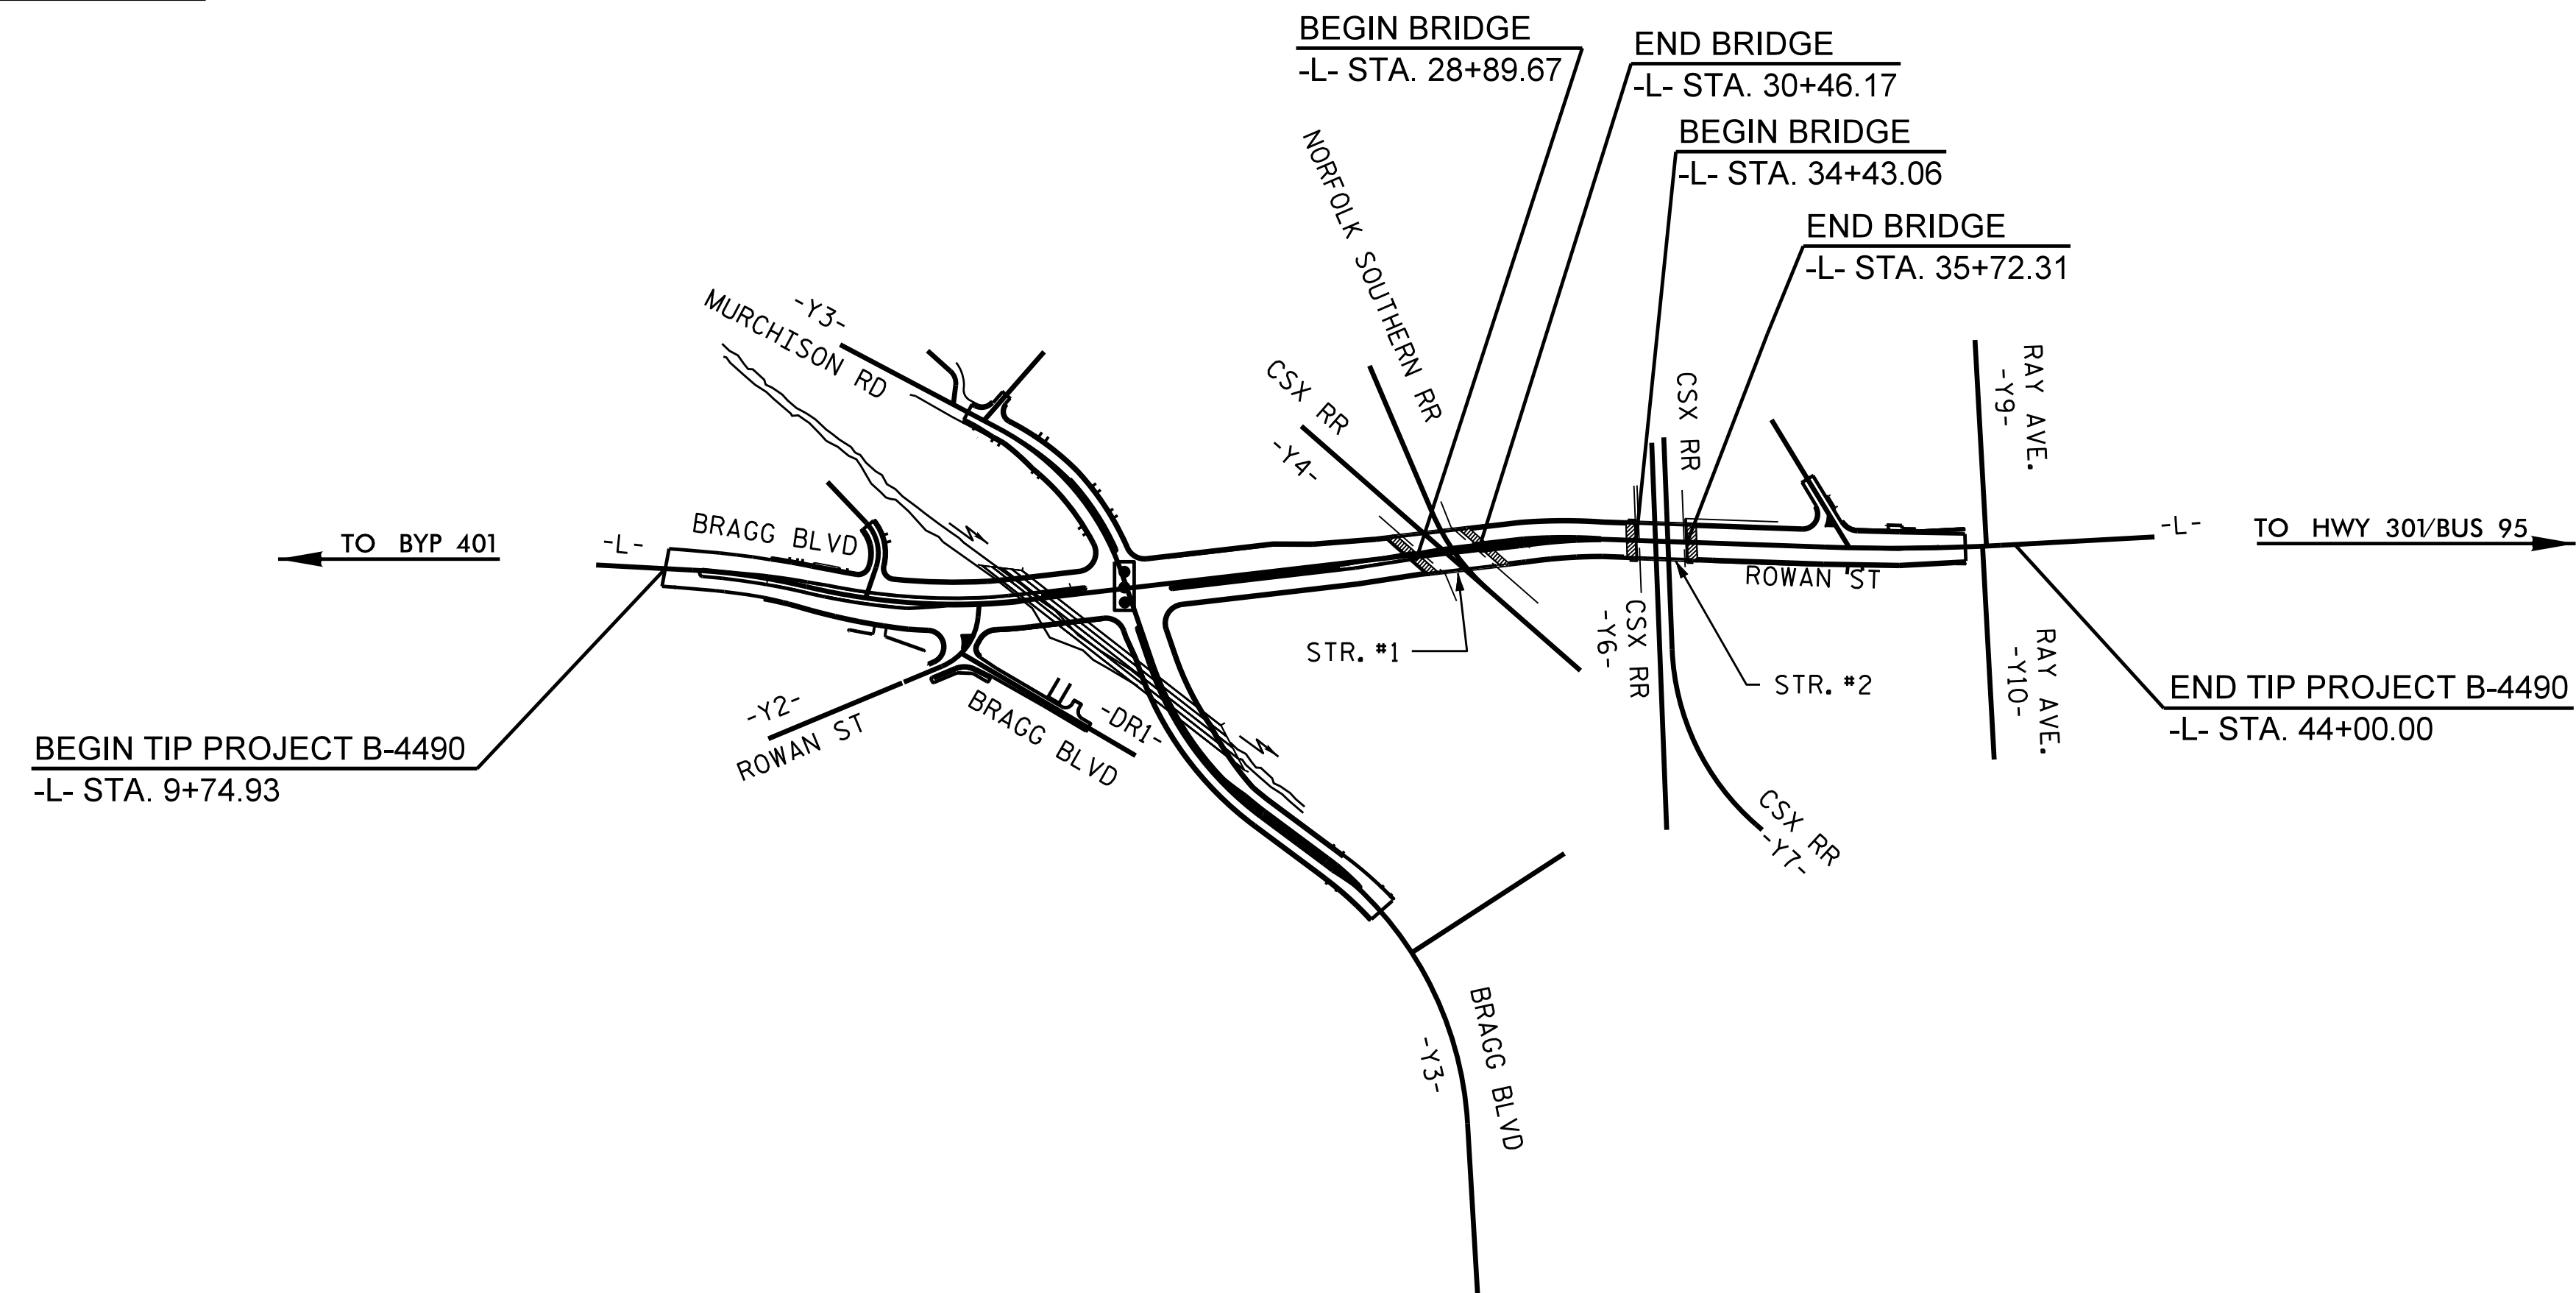 BEGIN BRIDGE
-L- STA. 28+89.67
END BRIDGE
-L- STA. 30+46.17
BEGIN BRIDGE
-L- STA. 34+43.06
END BRIDGE
-L- STA. 35+72.31
NORFOLK SOUTHERN RR
-Y3-
MURCHISON RD
CSX RR
-Y4-
CSX RR
RAY AVE.
-Y9-
TO BYP 401
-L-
BRAGG BLVD
-L-
TO HWY 301/BUS 95
ROWAN ST
STR. #1
CSX RR
-Y6-
STR. #2
RAY AVE.
-Y10-
-Y2-
ROWAN ST
BRAGG BLVD
-DR1-
BEGIN TIP PROJECT B-4490
-L- STA. 9+74.93
END TIP PROJECT B-4490
-L- STA. 44+00.00
CSX RR
-Y7-
-Y3-
BRAGG BLVD